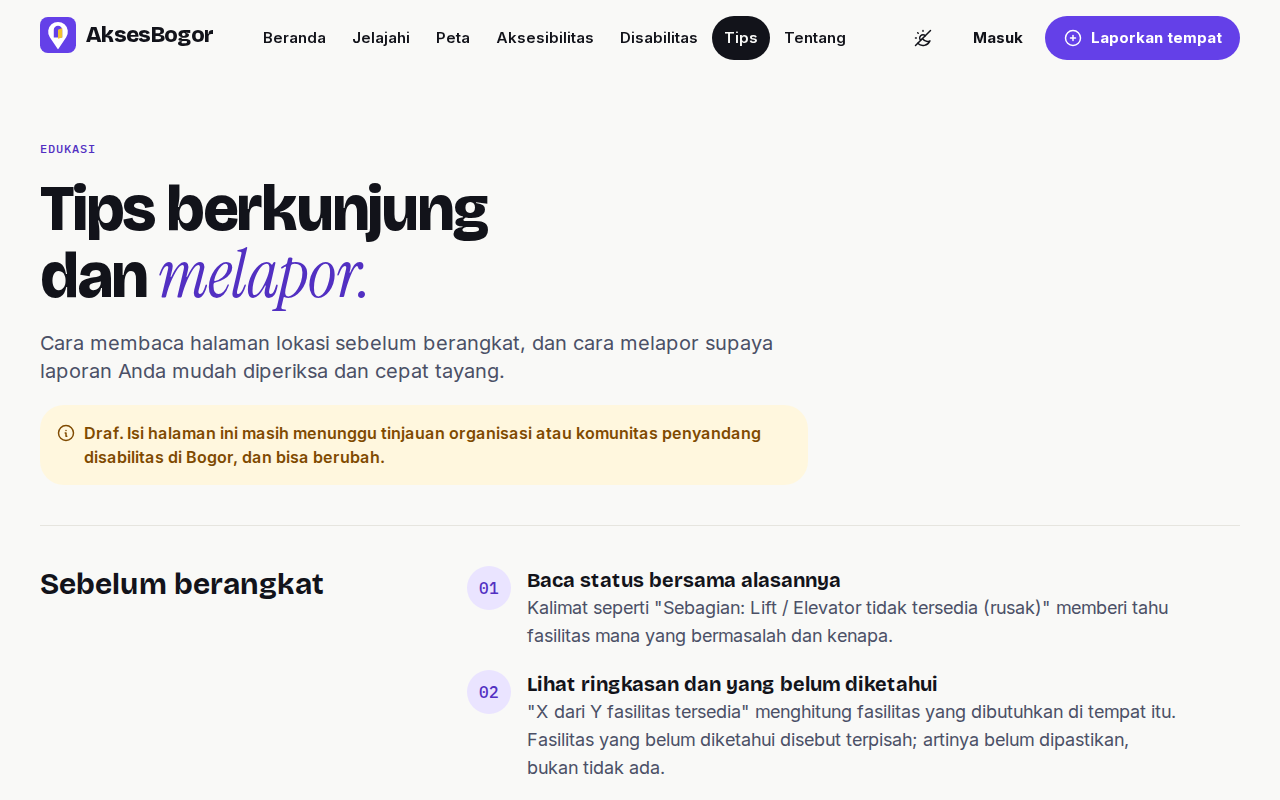 AksesBogor
Beranda
Jelajahi
Peta
Aksesibilitas
Disabilitas
Tips
Tentang
Masuk
Laporkan tempat
EDUKASI
Tips berkunjung
dan melapor.
Cara membaca halaman lokasi sebelum berangkat, dan cara melapor supaya
laporan Anda mudah diperiksa dan cepat tayang.
Draf. Isi halaman ini masih menunggu tinjauan organisasi atau komunitas penyandang
disabilitas di Bogor, dan bisa berubah.
Sebelum berangkat
01
Baca status bersama alasannya
Kalimat seperti "Sebagian: Lift / Elevator tidak tersedia (rusak)" memberi tahu
fasilitas mana yang bermasalah dan kenapa.
02
Lihat ringkasan dan yang belum diketahui
"X dari Y fasilitas tersedia" menghitung fasilitas yang dibutuhkan di tempat itu.
Fasilitas yang belum diketahui disebut terpisah; artinya belum dipastikan,
bukan tidak ada.